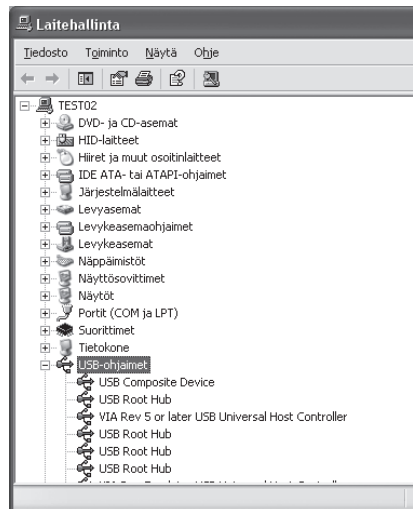 Laitehallinta
Tiedosto Toiminto Näytä Ohje
TEST02
DVD- ja CD-asemat
HID-laitteet
Hiiret ja muut osoitinlaitteet
IDE ATA- tai ATAPI-ohjaimet
Järjestelmälaitteet
Levyasemat
Levykeasemaohjaimet
Levykeasemat
Näppäimistöt
Näyttösovittimet
Näytöt
Portit (COM ja LPT)
Suorittimet
Tietokone
USB-ohjaimet
USB Composite Device
USB Root Hub
VIA Rev 5 or later USB Universal Host Controller
USB Root Hub
USB Root Hub
USB Root Hub